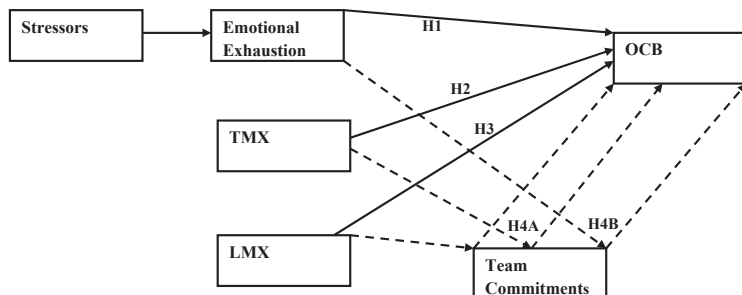 Stressors
Emotional
Exhaustion
H1
OCB
H2
TMX
H3
H4A
H4B
LMX
Team
Commitments